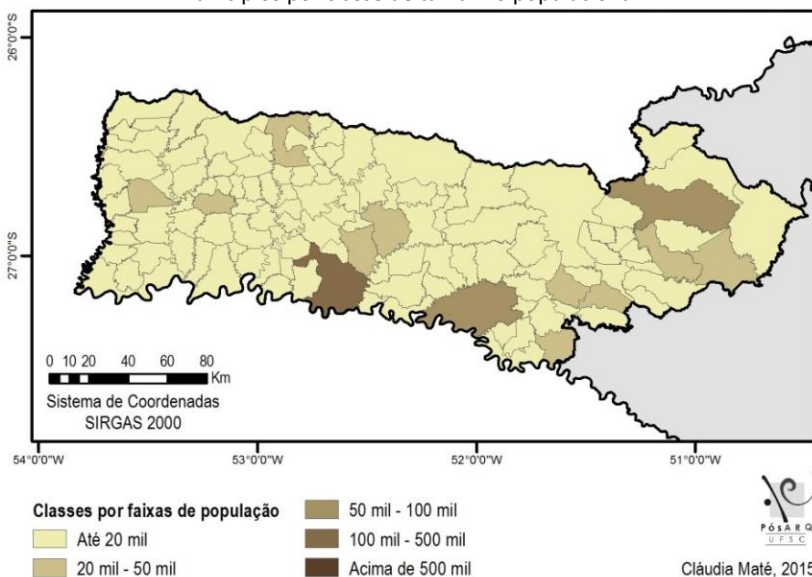 26°0'0"S
27°0'0"S
0 10 20 40 60 80
Km
Sistema de Coordenadas
SIRGAS 2000
54°0'0"W 53°0'0"W 52°0'0"W 51°0'0"W
Classes por faixas de população
Até 20 mil
20 mil - 50 mil
50 mil - 100 mil
100 mil - 500 mil
Acima de 500 mil
PósARQ
UFSC
Cláudia Maté, 2013